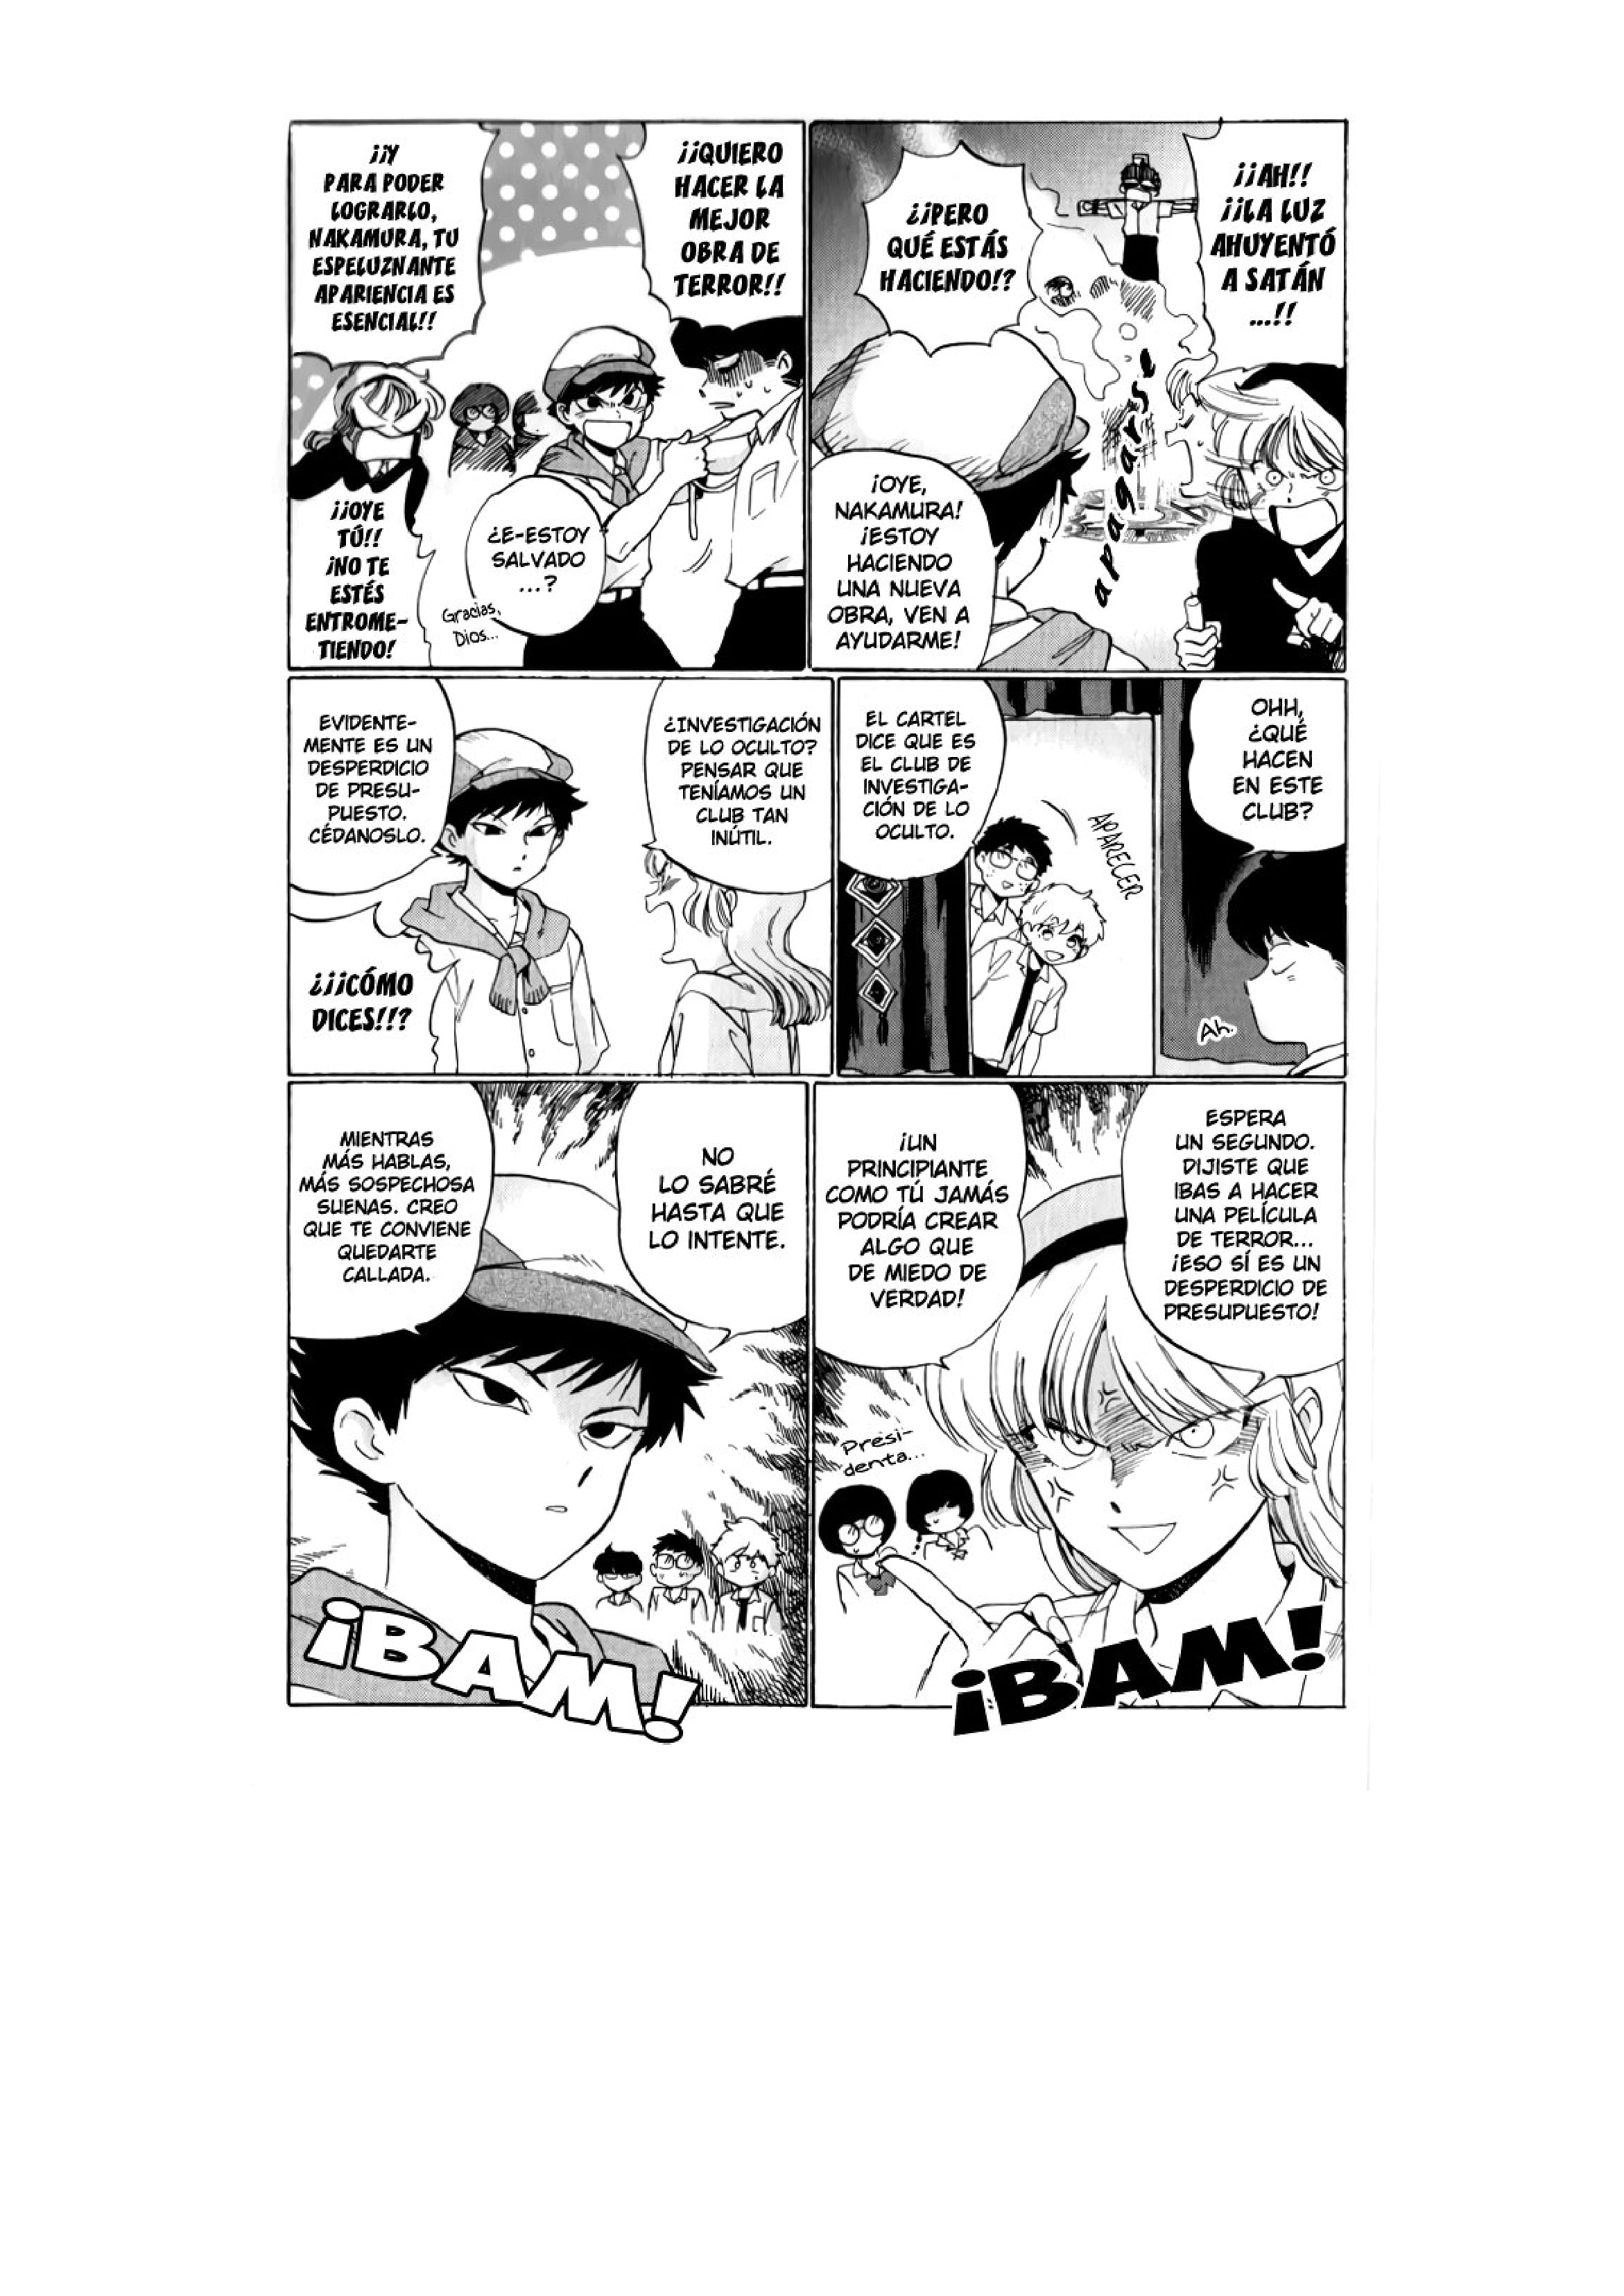 ¡¡AH!!
¡¡LA LUZ
AHUYENTÓ
A SATÁN
...!!
¿¡PERO
QUÉ ESTÁS
HACIENDO!?
apagarse
¡OYE,
NAKAMURA!
¡ESTOY
HACIENDO
UNA NUEVA
OBRA, VEN A
AYUDARME!
¡¡QUIERO
HACER LA
MEJOR
OBRA DE
TERROR!!
¡¡Y
PARA PODER
LOGRARLO,
NAKAMURA, TU
ESPELUZNANTE
APARIENCIA ES
ESENCIAL!!
¿E-ESTOY
SALVADO
...?
Gracias,
Dios...
¡¡OYE
TÚ!!
¡NO TE
ESTÉS
ENTROME-
TIENDO!
OHH,
¿QUÉ
HACEN
EN ESTE
CLUB?
APARECER
Ah.
EL CARTEL
DICE QUE ES
EL CLUB DE
INVESTIGA-
CIÓN DE LO
OCULTO.
¿INVESTIGACIÓN
DE LO OCULTO?
PENSAR QUE
TENÍAMOS UN
CLUB TAN
INÚTIL.
EVIDENTE-
MENTE ES UN
DESPERDICIO
DE PRESU-
PUESTO.
CÉDANOSLO.
¿¡¡¡CÓMO
DICES!!!?
ESPERA
UN SEGUNDO.
DIJISTE QUE
IBAS A HACER
UNA PELÍCULA
DE TERROR...
¡ESO SÍ ES UN
DESPERDICIO DE
PRESUPUESTO!
¡UN
PRINCIPIANTE
COMO TÚ JAMÁS
PODRÍA CREAR
ALGO QUE
DE MIEDO DE
VERDAD!
Presi-
denta...
¡BAM!
NO
LO SABRÉ
HASTA QUE
LO INTENTE.
MIENTRAS
MÁS HABLAS,
MÁS SOSPECHOSA
SUENAS. CREO
QUE TE CONVIENE
QUEDARTE
CALLADA.
¡BAM!